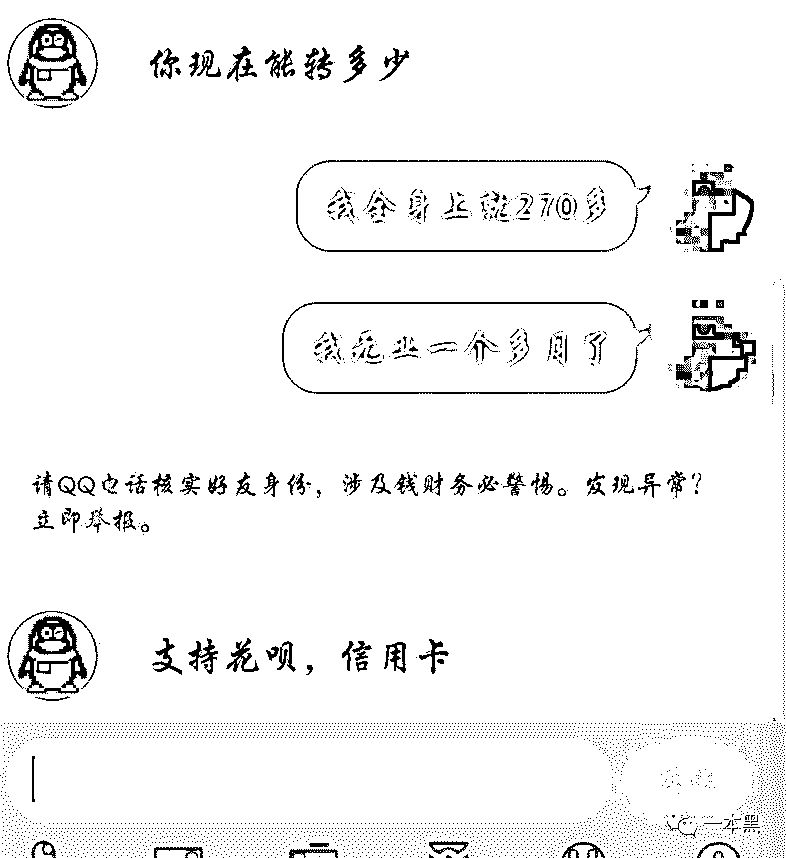 你现在能转多少
我全身上就270多
我无业一个多月了
请QQ电话核实好友身份，涉及钱财务必警惕。发现异常？
立即举报。
支持花呗，信用卡
发送
一本黑